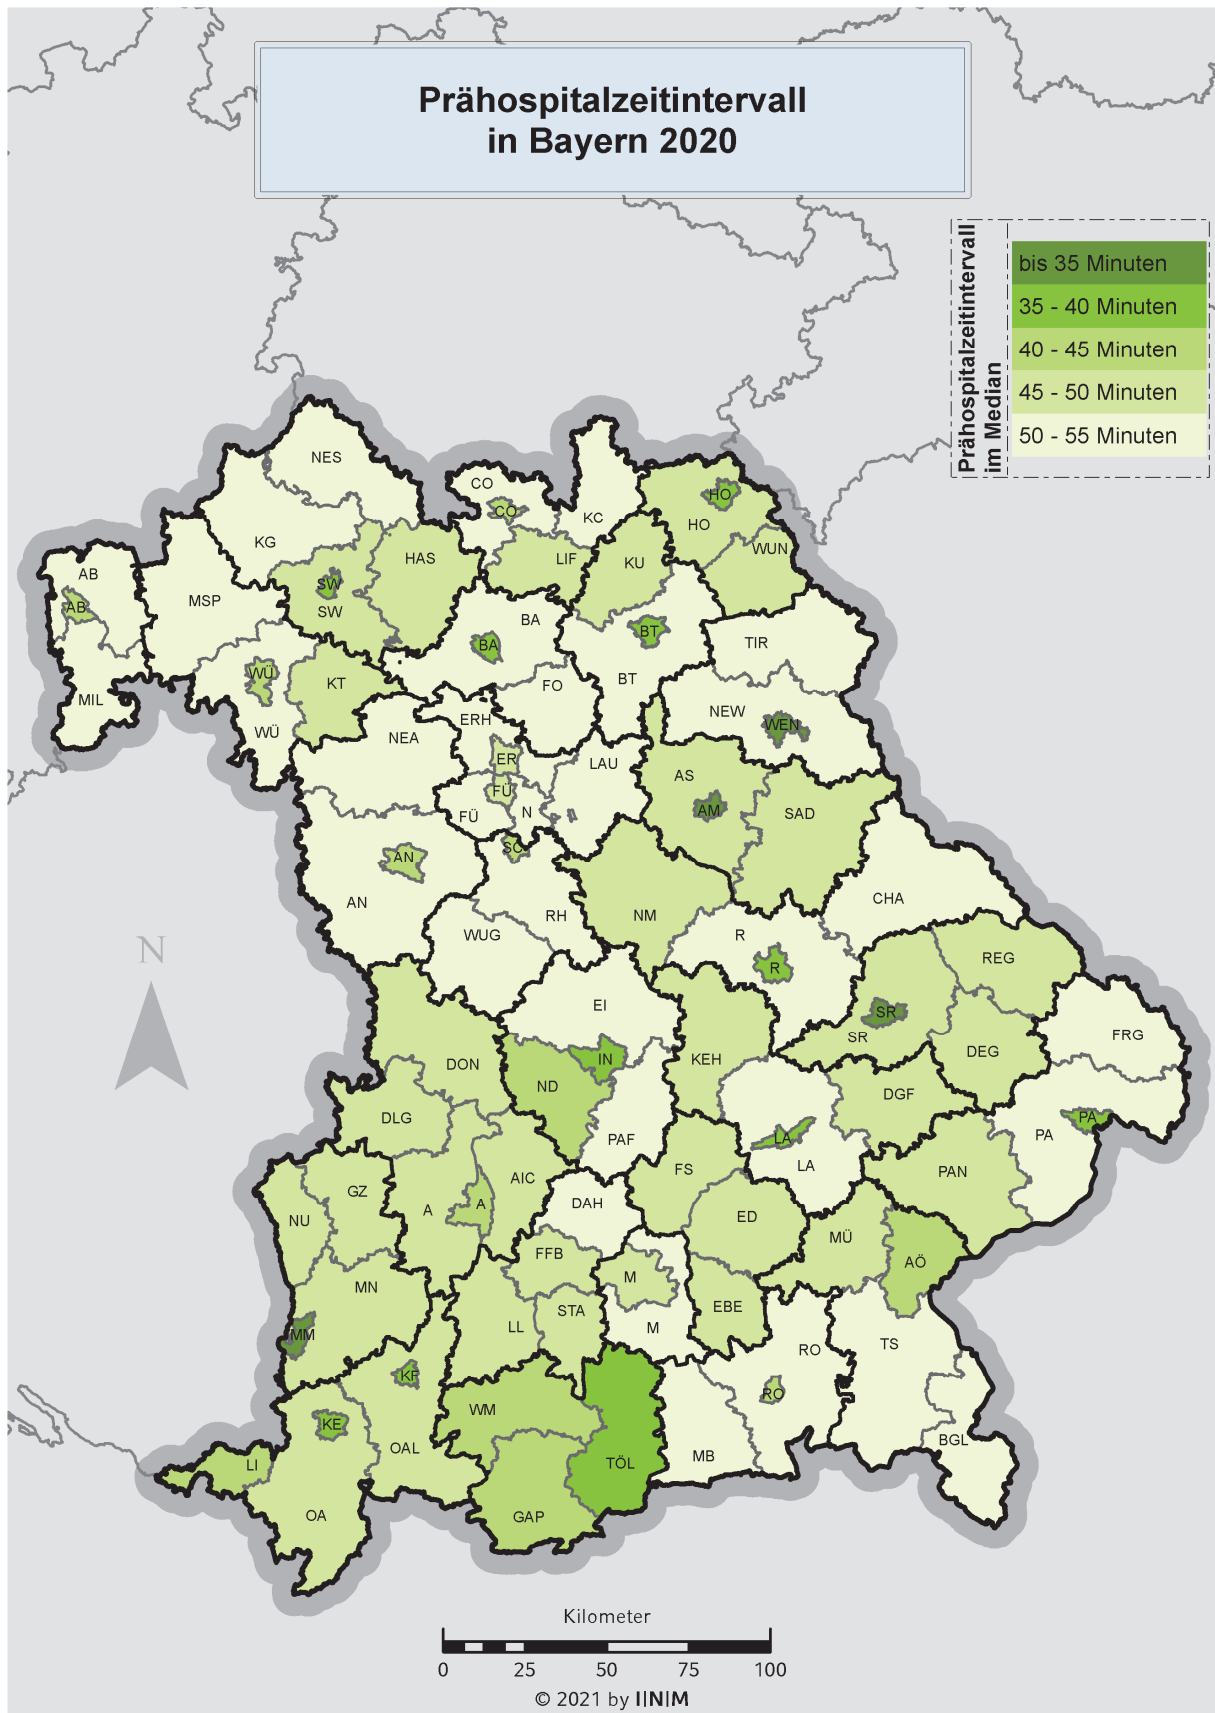 Prähospitalzeitintervall
in Bayern 2020
Prähospitalzeitintervall
im Median
bis 35 Minuten
35 - 40 Minuten
40 - 45 Minuten
45 - 50 Minuten
50 - 55 Minuten
NES
CO
CO
KC
HO
HO
KG
HAS
LIF
KU
WUN
AB
AB
MSP
SW
SW
BA
BA
BT
TIR
WÜ
KT
FO
BT
MIL
WÜ
NEA
ERH
NEW
WEN
ER
LAU
AS
FÜ
FÜ
N
AM
SAD
AN
SC
AN
RH
NM
CHA
WUG
R
R
REG
EI
SR
SR
FRG
DON
ND
IN
KEH
DEG
DLG
DGF
PAF
LA
PA
PA
GZ
AIC
FS
LA
PAN
NU
A
A
DAH
ED
MÜ
FFB
AÖ
MN
M
STA
EBE
MM
LL
M
RO
TS
KF
RO
KE
WM
OAL
BGL
LI
TÖL
MB
OA
GAP
N
Kilometer
0 25 50 75 100
© 2021 by I|N|M